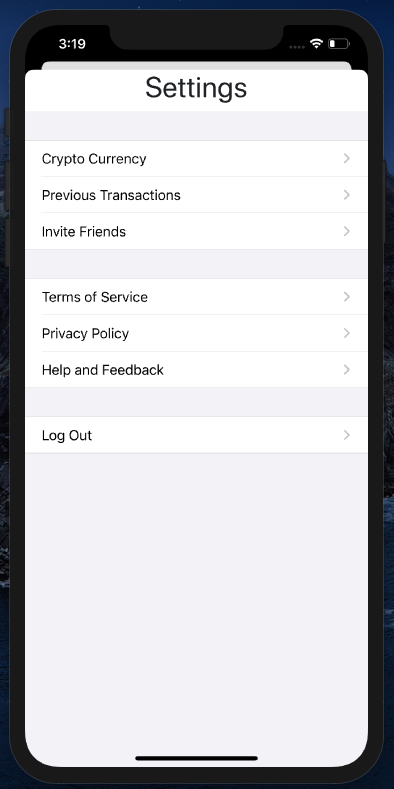 3:19
Settings
Crypto Currency
Previous Transactions
Invite Friends
Terms of Service
Privacy Policy
Help and Feedback
Log Out